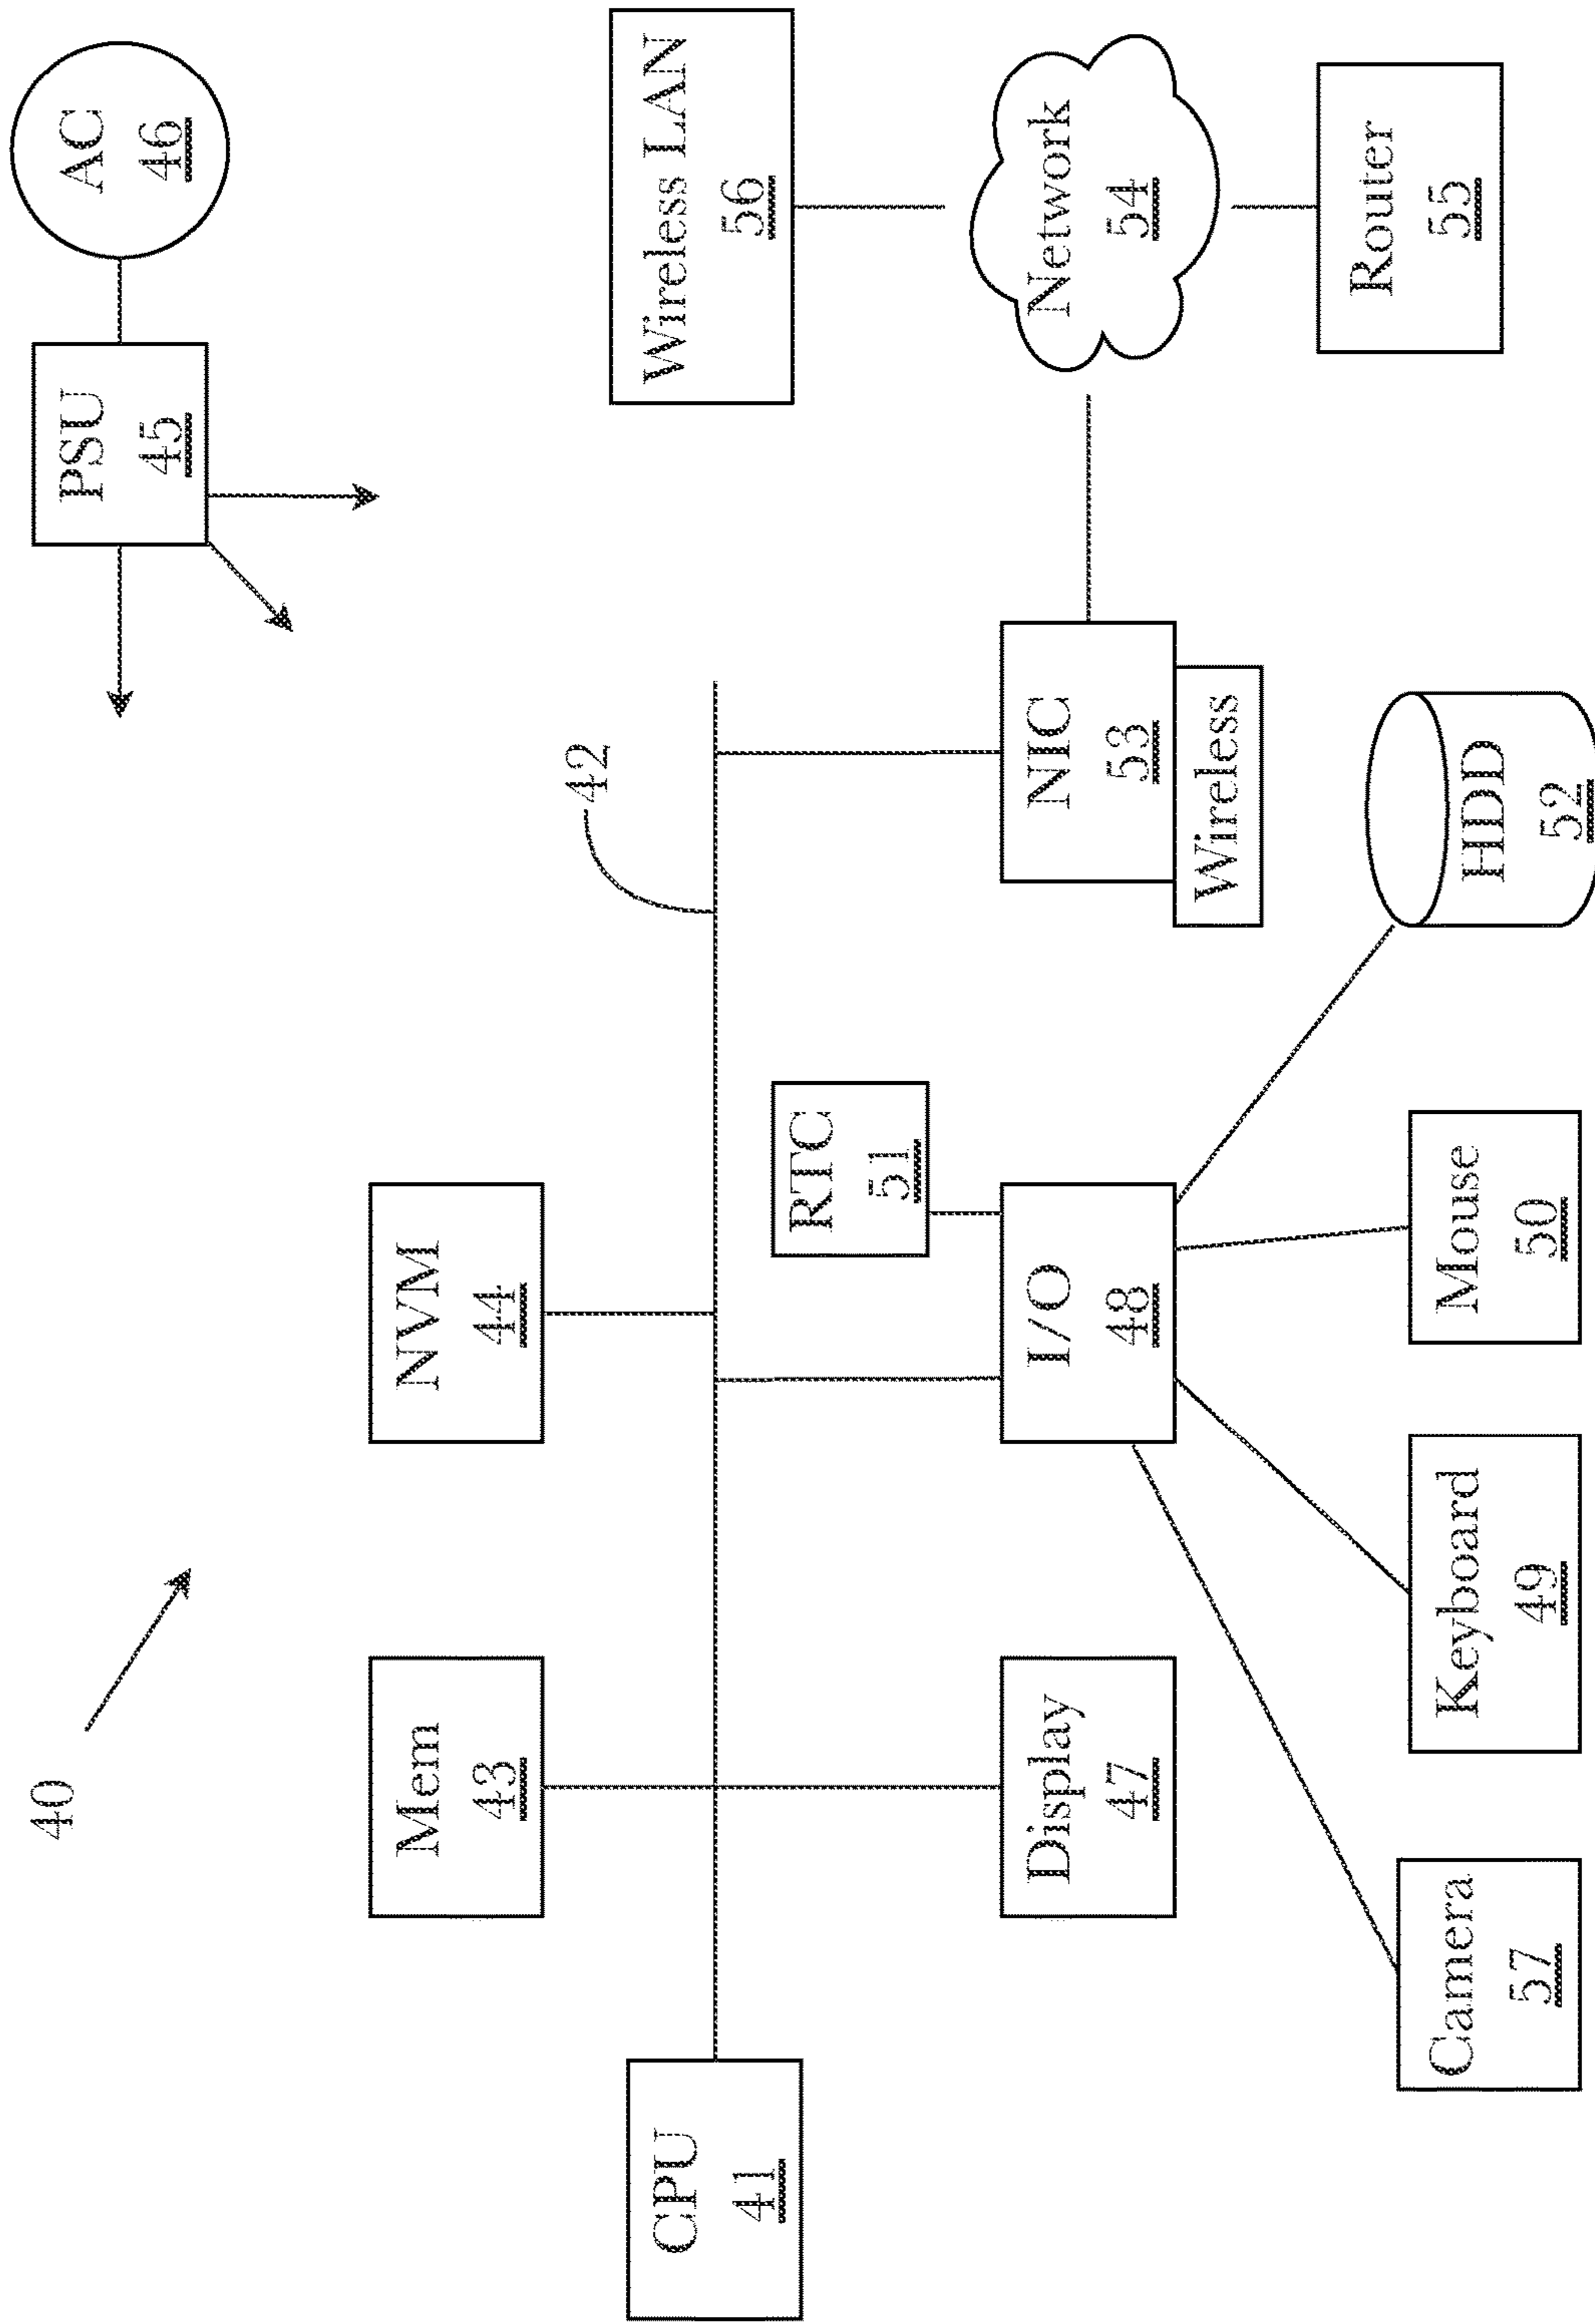 40
AC
46
PSU
45
Mem
43
NVM
44
42
Wireless LAN
56
CPU
41
RTC
51
Display
47
I/O
48
NIC
53
Wireless
Network
54
Camera
57
Keyboard
49
Mouse
50
HDD
52
Router
55